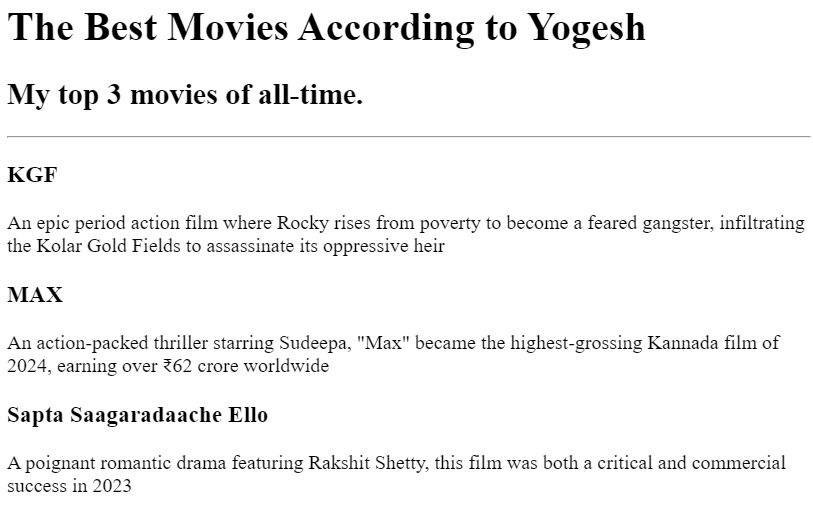 The Best Movies According to Yogesh
My top 3 movies of all-time.
KGF
An epic period action film where Rocky rises from poverty to become a feared gangster, infiltrating
the Kolar Gold Fields to assassinate its oppressive heir
MAX
An action-packed thriller starring Sudeepa, "Max" became the highest-grossing Kannada film of
2024, earning over ₹62 crore worldwide
Sapta Saagaradaache Ello
A poignant romantic drama featuring Rakshit Shetty, this film was both a critical and commercial
success in 2023